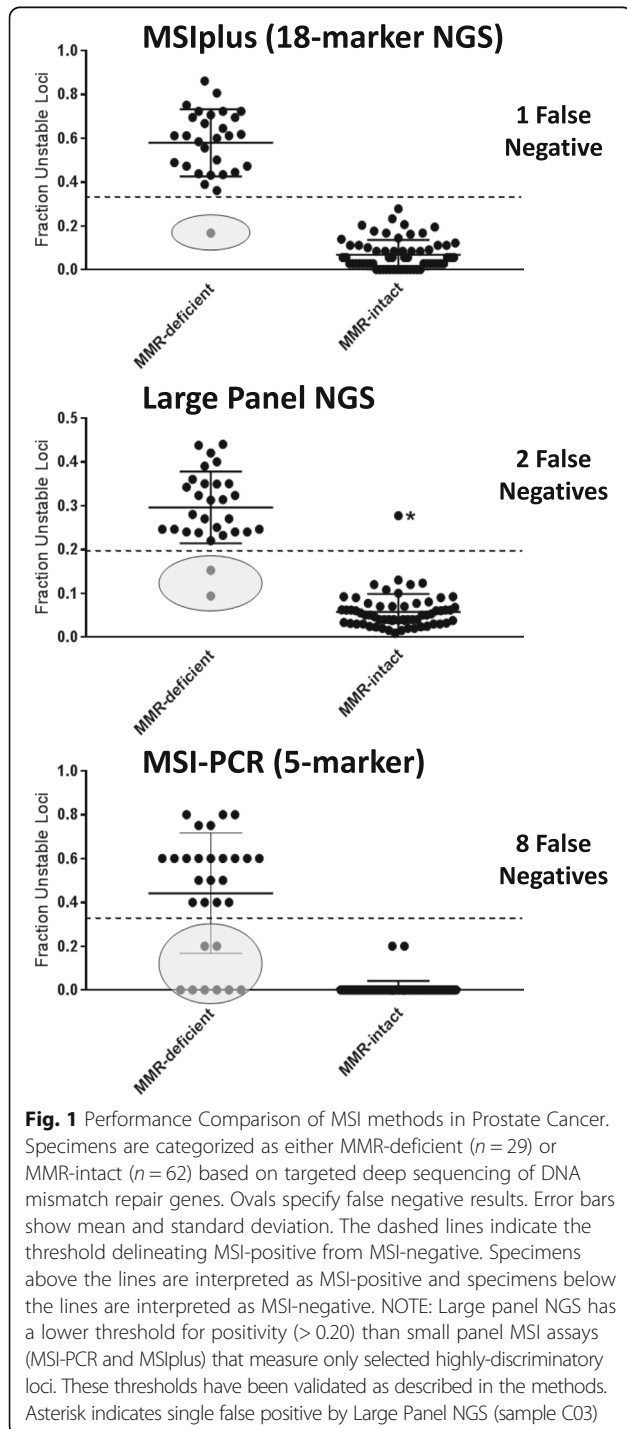 MSIplus (18-marker NGS)
Fraction Unstable Loci
1.0
0.8
0.6
0.4
0.2
0.0
1 False
Negative
MMR-deficient
MMR-intact
Large Panel NGS
Fraction Unstable Loci
0.5
0.4
0.3
0.2
0.1
0.0
*
2 False
Negatives
MMR-deficient
MMR-intact
MSI-PCR (5-marker)
Fraction Unstable Loci
1.0
0.8
0.6
0.4
0.2
0.0
8 False
Negatives
MMR-deficient
MMR-intact
Fig. 1 Performance Comparison of MSI methods in Prostate Cancer.
Specimens are categorized as either MMR-deficient (n = 29) or
MMR-intact (n = 62) based on targeted deep sequencing of DNA
mismatch repair genes. Ovals specify false negative results. Error bars
show mean and standard deviation. The dashed lines indicate the
threshold delineating MSI-positive from MSI-negative. Specimens
above the lines are interpreted as MSI-positive and specimens below
the lines are interpreted as MSI-negative. NOTE: Large panel NGS has
a lower threshold for positivity (> 0.20) than small panel MSI assays
(MSI-PCR and MSIplus) that measure only selected highly-discriminatory
loci. These thresholds have been validated as described in the methods.
Asterisk indicates single false positive by Large Panel NGS (sample C03)